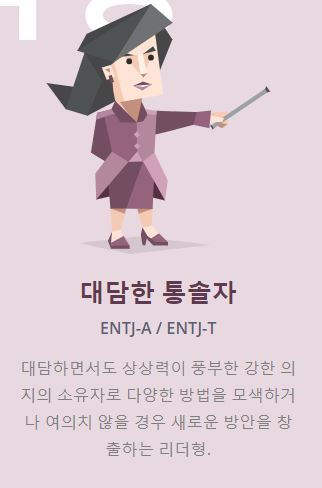 대담한 통솔자
ENTJ-A / ENTJ-T
대담하면서도 상상력이 풍부한 강한 의
지의 소유자로 다양한 방법을 모색하거
나 여의치 않을 경우 새로운 방안을 창
출하는 리더형.